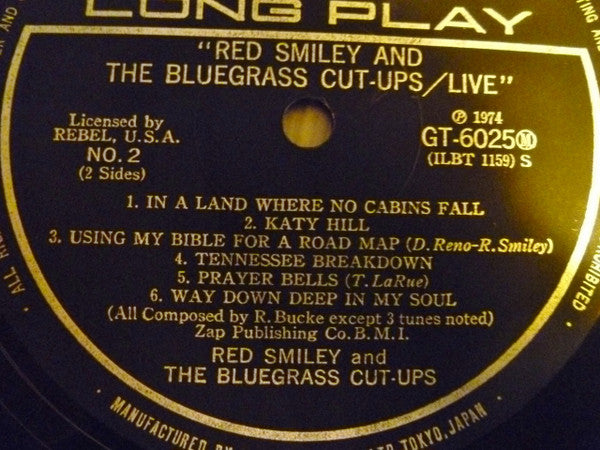 LONG PLAY
"RED SMILEY AND
THE BLUEGRASS CUT-UPS/LIVE"
Licensed by
REBEL, U.S.A.
NO. 2
(2 Sides)
Ⓟ 1974
GT-6025Ⓜ
(ILBT 1159) S
1. IN A LAND WHERE NO CABINS FALL
2. KATY HILL
3. USING MY BIBLE FOR A ROAD MAP (D. Reno-R. Smiley)
4. TENNESSEE BREAKDOWN
5. PRAYER BELLS (T. LaRue)
6. WAY DOWN DEEP IN MY SOUL
(All Composed by R. Bucke except 3 tunes noted)
Zap Publishing Co. B.M.I.
RED SMILEY and
THE BLUEGRASS CUT-UPS
MANUFACTURED BY
TOKYO, JAPAN
AND
ALL